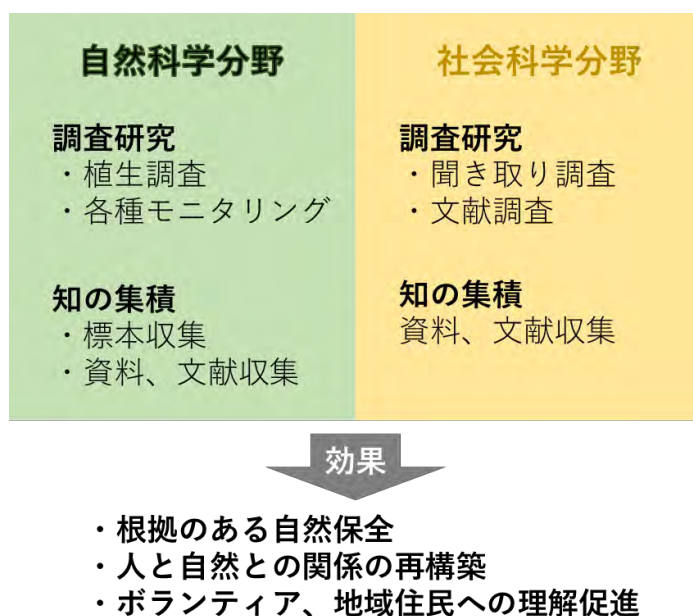 自然科学分野
調査研究
・植生調査
・各種モニタリング
知の集積
・標本収集
・資料、文献収集
社会科学分野
調査研究
・聞き取り調査
・文献調査
知の集積
資料、文献収集
効果
・根拠のある自然保全
・人と自然との関係の再構築
・ボランティア、地域住民への理解促進